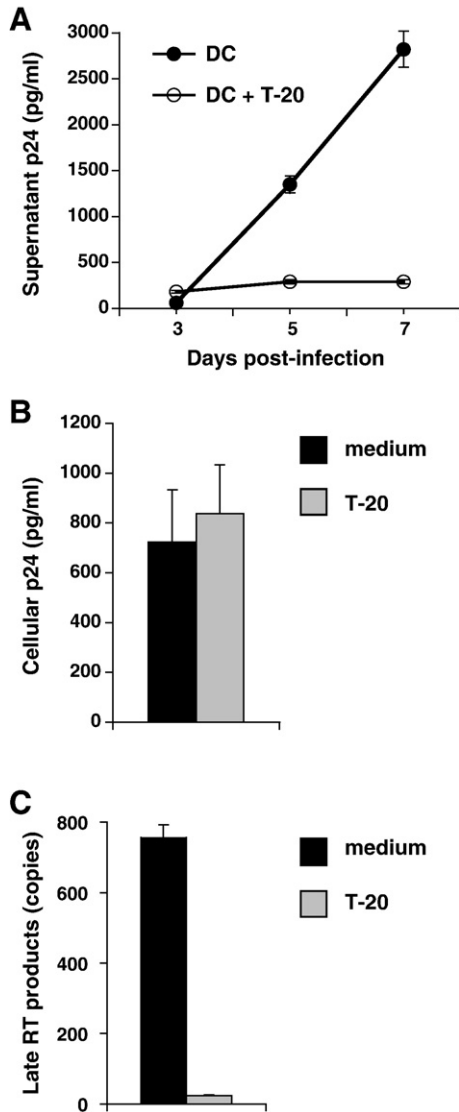 A
Supernatant p24 (pg/ml)
3000
2500
2000
1500
1000
500
0
DC
DC + T-20
3 5 7
Days post-infection
B
Cellular p24 (pg/ml)
1200
1000
800
600
400
200
0
medium
T-20
C
Late RT products (copies)
800
600
400
200
0
medium
T-20